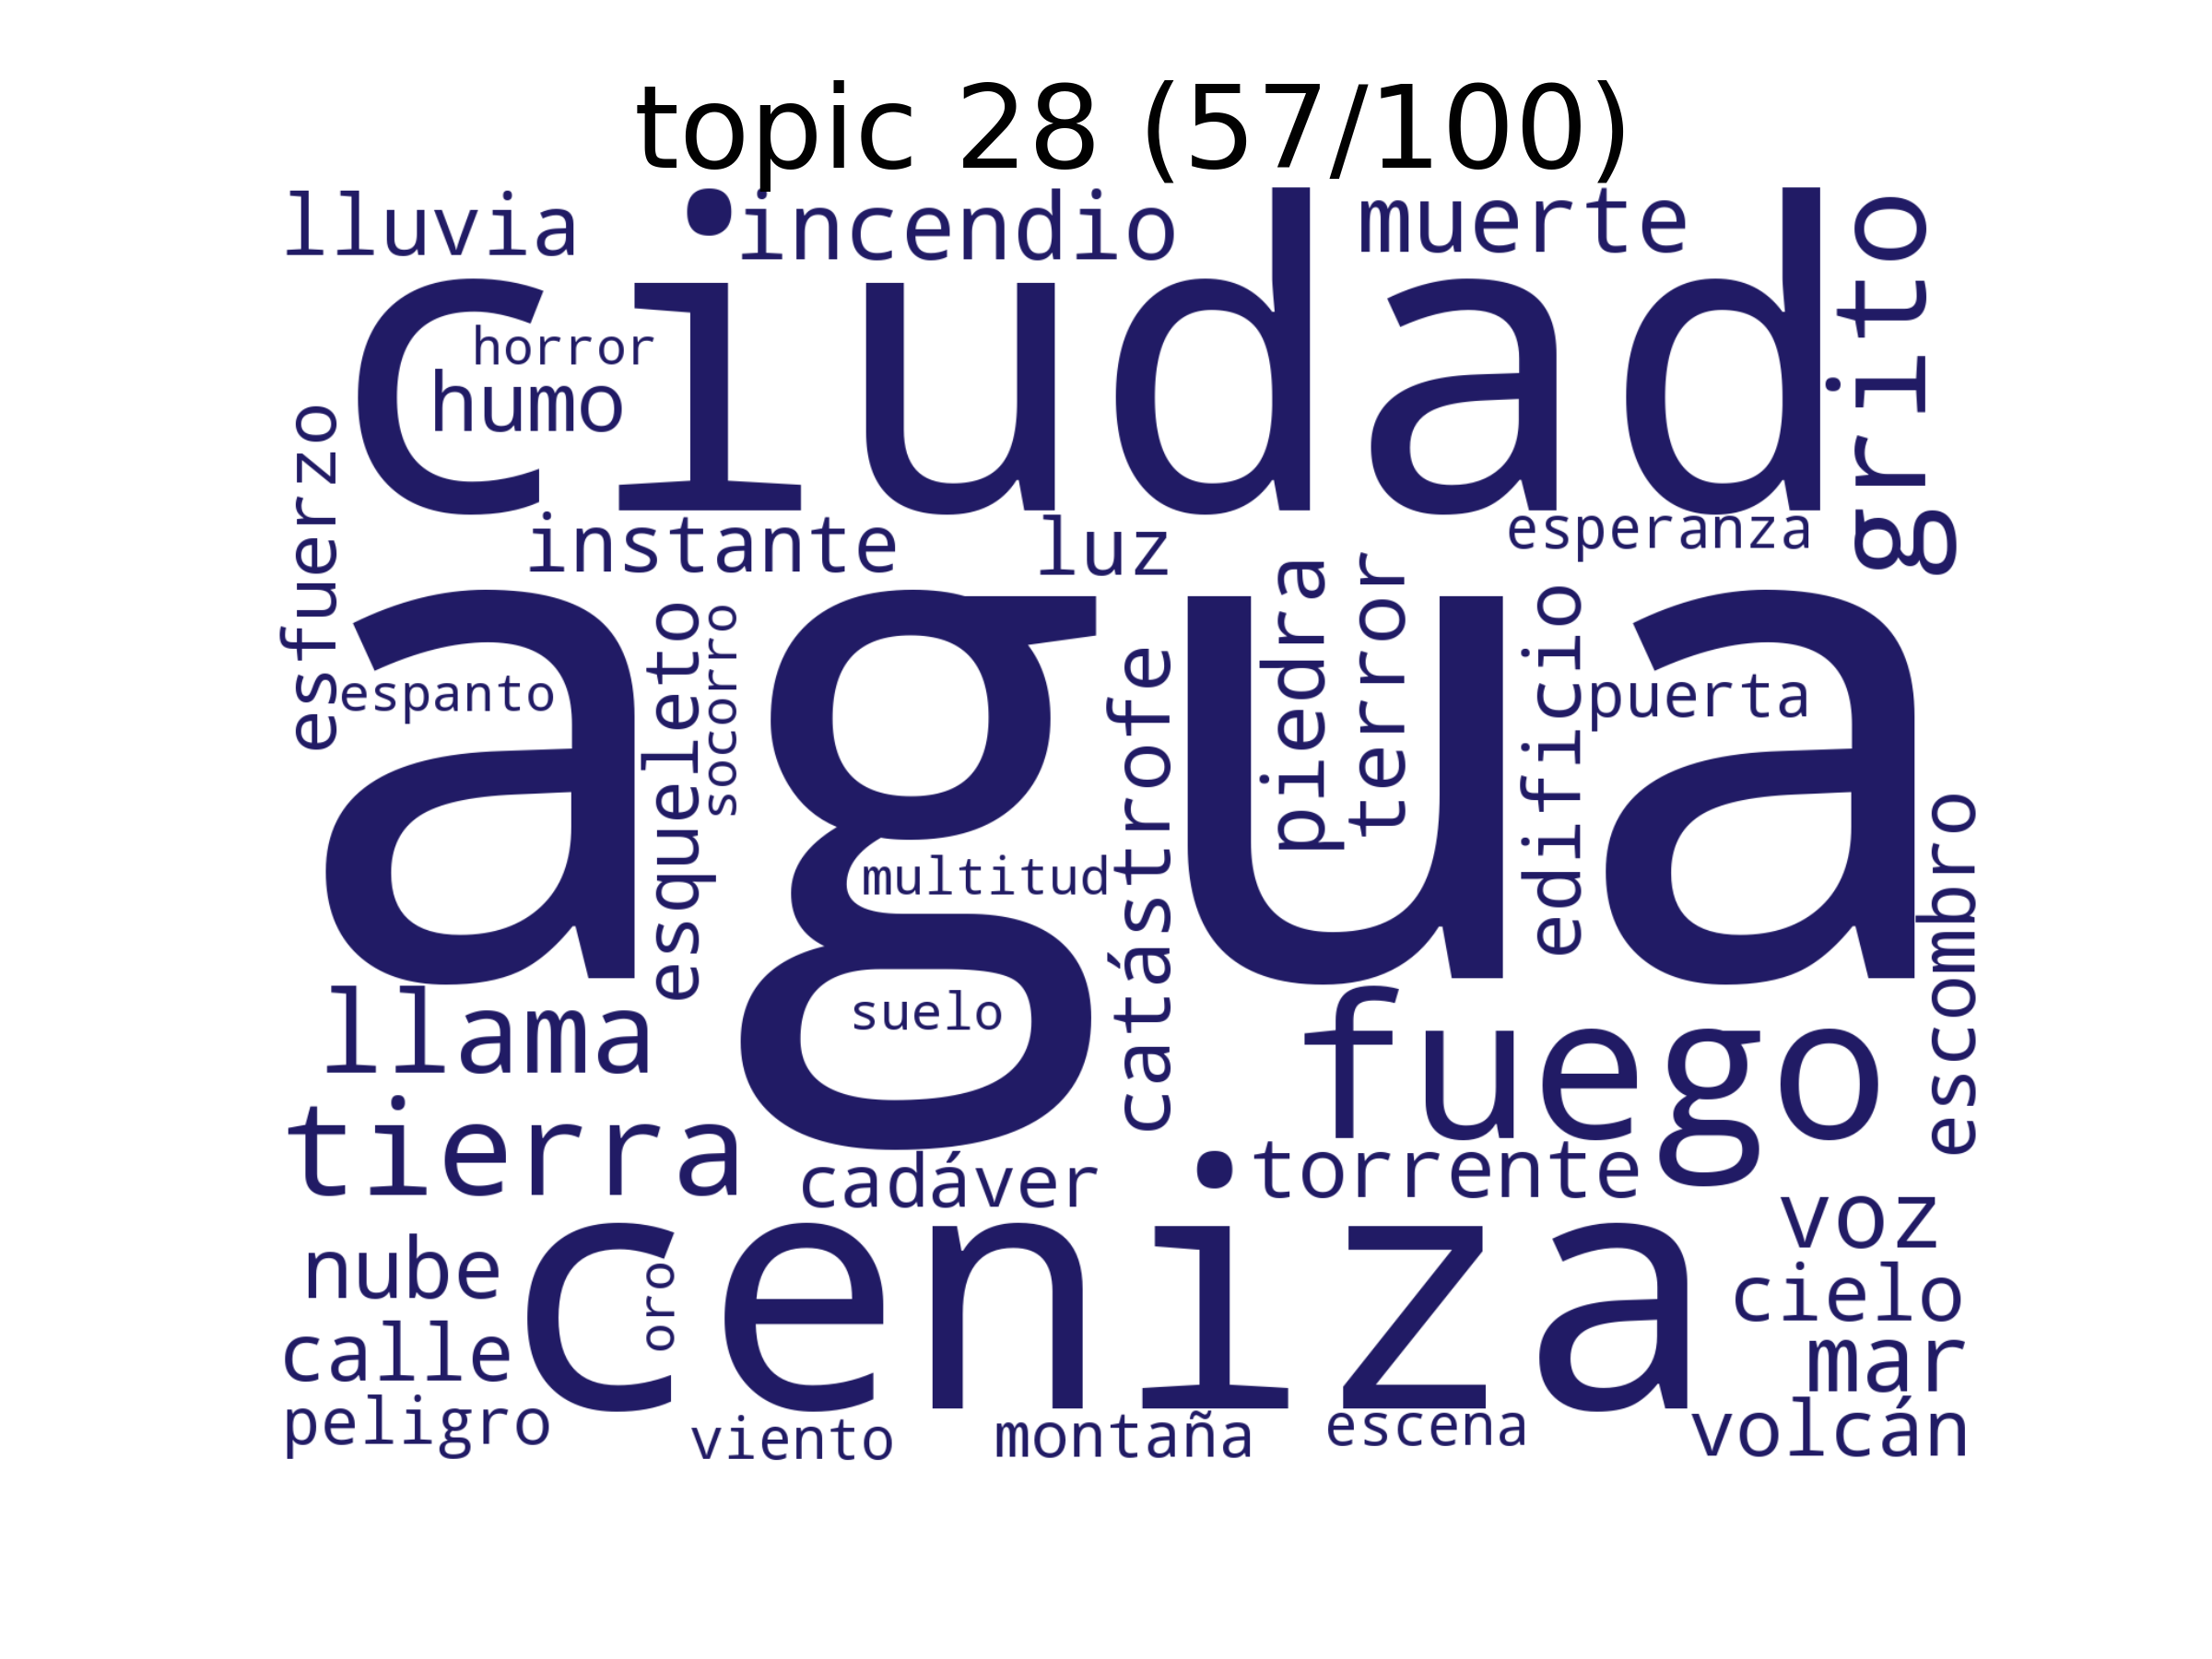 topic 28 (57/100)
lluvia
incendio
muerte
grito
ciudad
horror
humo
esfuerzo
instante
luz
esperanza
agua
espanto
esqueleto
socorro
multitud
catástrofe
piedra
terror
edificio
puerta
escombro
suelo
llama
fuego
tierra
cadáver
torrente
voz
ceniza
nube
oro
cielo
calle
mar
peligro
viento
montaña
escena
volcán